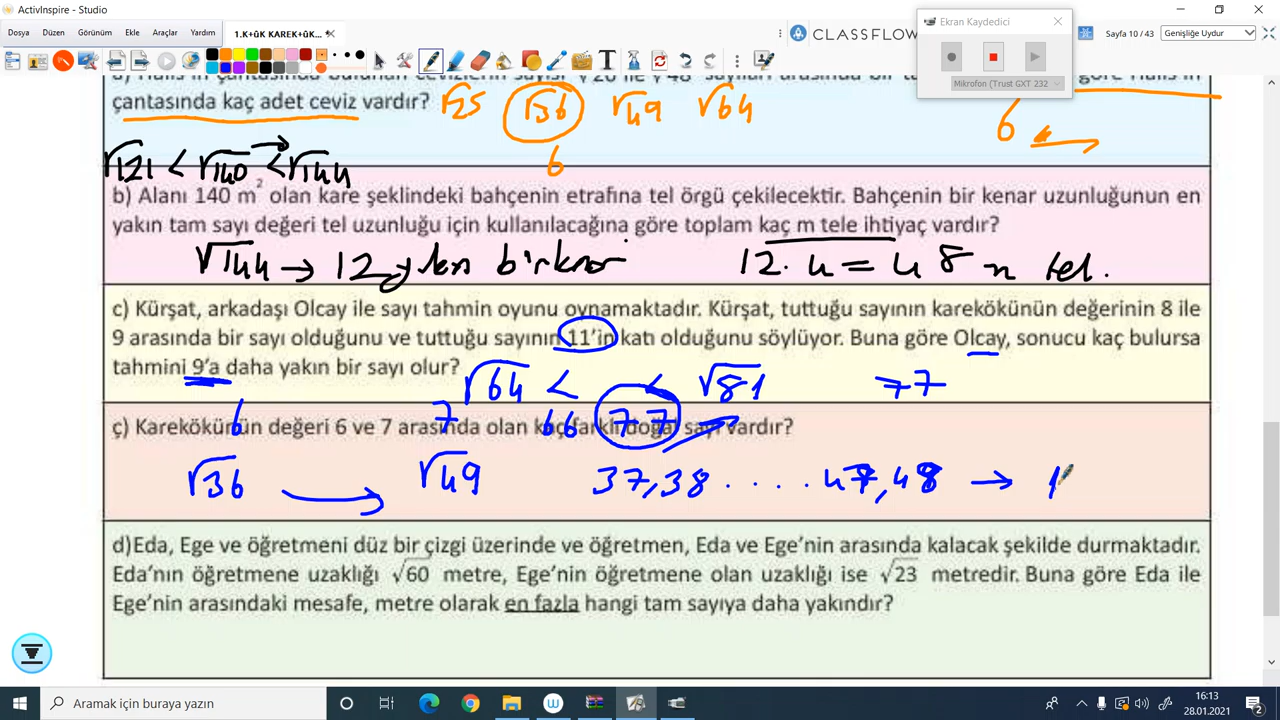 ActivInspire - Studio
Dosya Düzen Görünüm Ekle Araçlar Yardım
1.K+ûK KAREK+ûK...
Ekran Kaydedici
Mikrofon (Trust GXT 232
CLASSFLOW
Sayfa 10 / 43
Genişliğe Uydur
çantasında kaç adet ceviz vardır?
√25 √36 √49 √64
6
6
√121 < √140 < √144
b) Alanı 140 m² olan kare şeklindeki bahçenin etrafına tel örgü çekilecektir. Bahçenin bir kenar uzunluğunun en
yakın tam sayı değeri tel uzunluğu için kullanılacağına göre toplam kaç m tele ihtiyaç vardır?
√144 → 12 bir 12. 4 = 48 m tel.
c) Kürşat, arkadaşı Olcay ile sayı tahmin oyunu oynamaktadır. Kürşat, tuttuğu sayının karekökünün değerinin 8 ile
9 arasında bir sayı olduğunu ve tuttuğu sayının 11'in katı olduğunu söylüyor. Buna göre Olcay, sonucu kaç bulursa
tahmini 9'a daha yakın bir sayı olur?
√64 < < √81 77
6 7 66 77
ç) Karekökünün değeri 6 ve 7 arasında olan kaç farklı doğal sayı vardır?
√36 √49 37,38 . . . . 47,48 → 1
d)Eda, Ege ve öğretmeni düz bir çizgi üzerinde ve öğretmen, Eda ve Ege'nin arasında kalacak şekilde durmaktadır.
Eda'nın öğretmene uzaklığı √60 metre, Ege'nin öğretmene olan uzaklığı ise √23 metredir. Buna göre Eda ile
Ege'nin arasındaki mesafe, metre olarak en fazla hangi tam sayıya daha yakındır?
Aramak için buraya yazın
16:13
28.01.2021
2